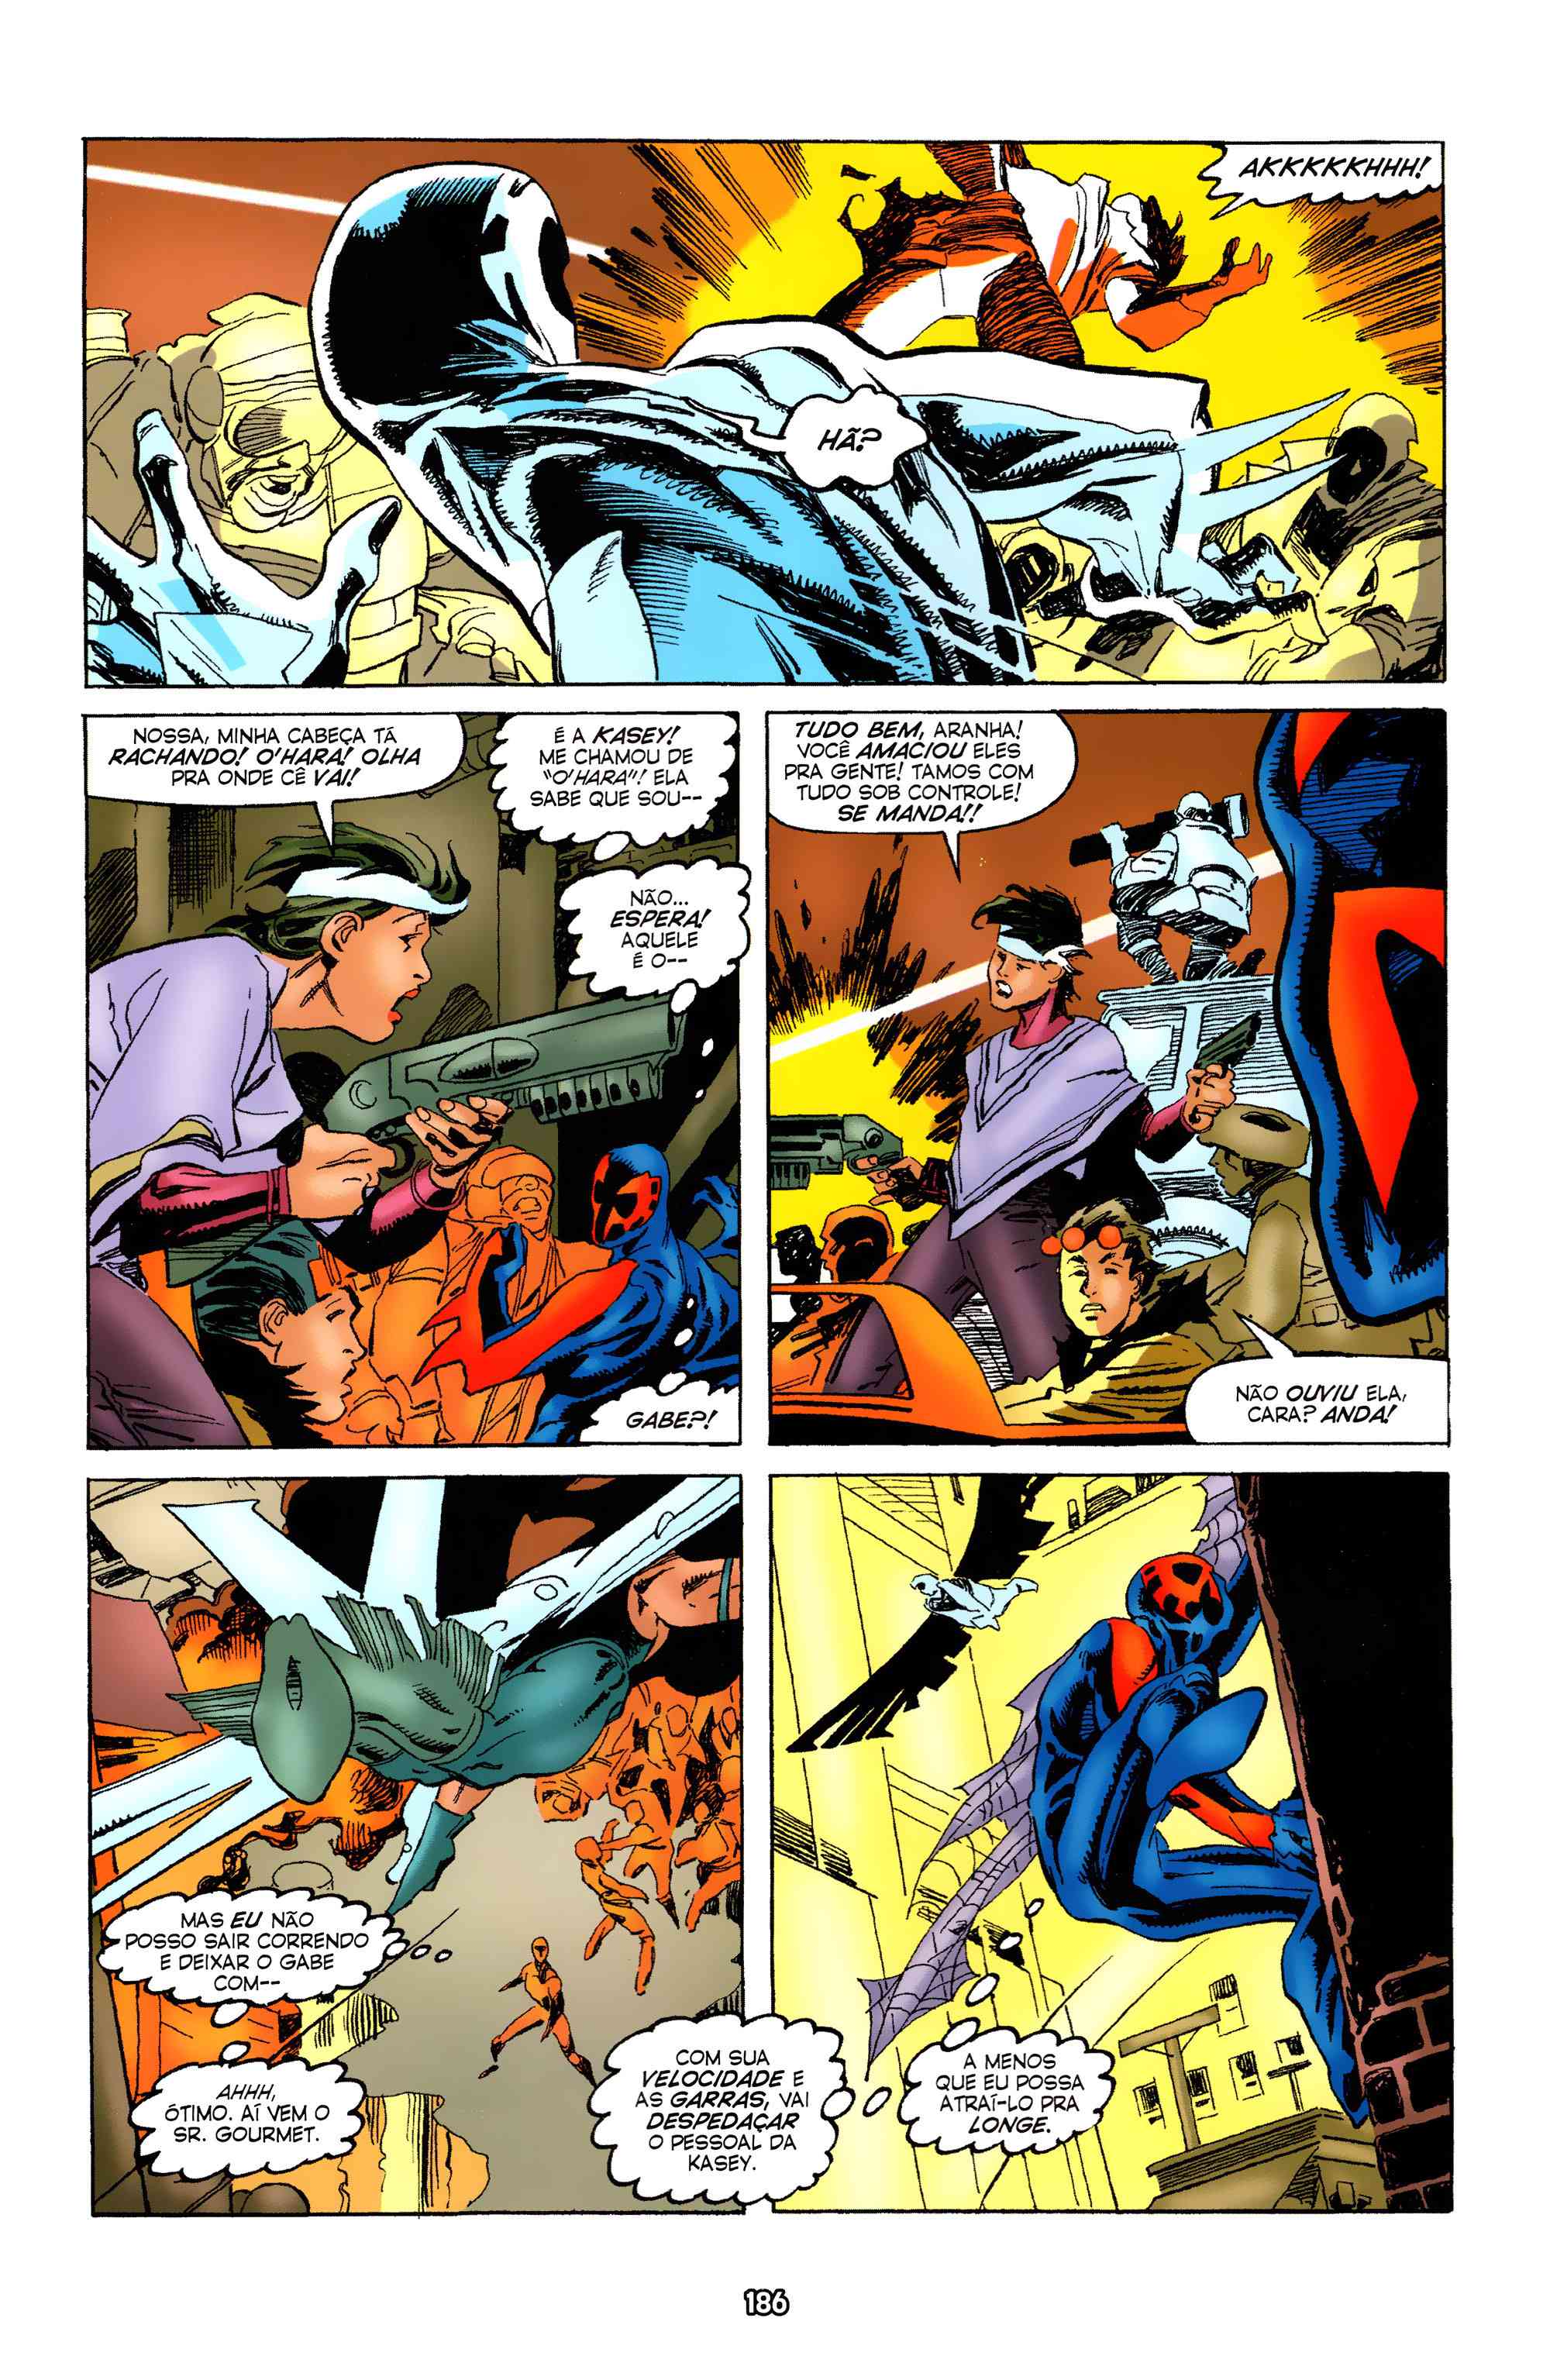 AKKKKKHHH!
HÃ?
NOSSA, MINHA CABEÇA TÁ
RACHANDO! O'HARA! OLHA
PRA ONDE CÊ VAI!
É A KASEY!
ME CHAMOU DE
"O'HARA"! ELA
SABE QUE SOU--
NÃO...
ESPERA!
AQUELE
É O--
GABE?!
TUDO BEM, ARANHA!
VOCÊ AMACIOU ELES
PRA GENTE! TAMOS COM
TUDO SOB CONTROLE!
SE MANDA!!
NÃO OUVIU ELA,
CARA? ANDA!
MAS EU NÃO
POSSO SAIR CORRENDO
E DEIXAR O GABE
COM--
AHHH,
ÓTIMO. AÍ VEM O
SR. GOURMET.
COM SUA
VELOCIDADE E
AS GARRAS, VAI
DESPEDAÇAR
O PESSOAL DA
KASEY.
A MENOS
QUE EU POSSA
ATRAÍ-LO PRA
LONGE.
186